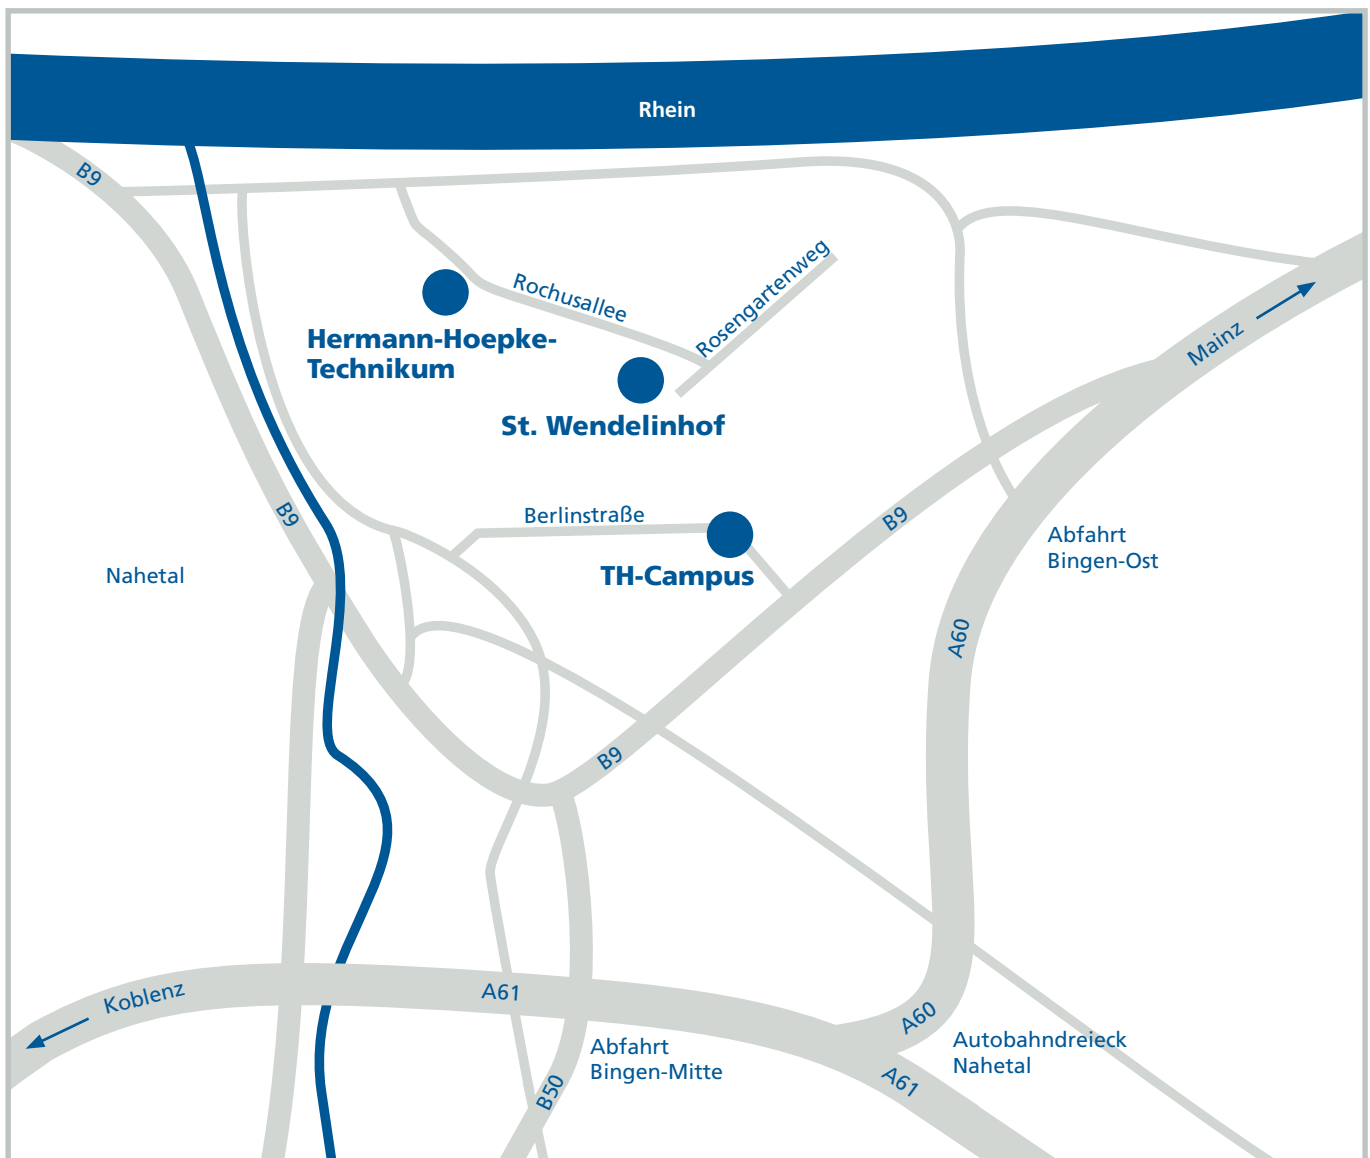 Rhein
B9
Rochusallee
Rosengartenweg
Mainz
Hermann-Hoepke-
Technikum
St. Wendelinhof
B9
Berlinstraße
B9
Abfahrt
Bingen-Ost
Nahetal
TH-Campus
A60
B9
Koblenz
A61
A60
Abfahrt
Bingen-Mitte
Autobahndreieck
Nahetal
B50
A61